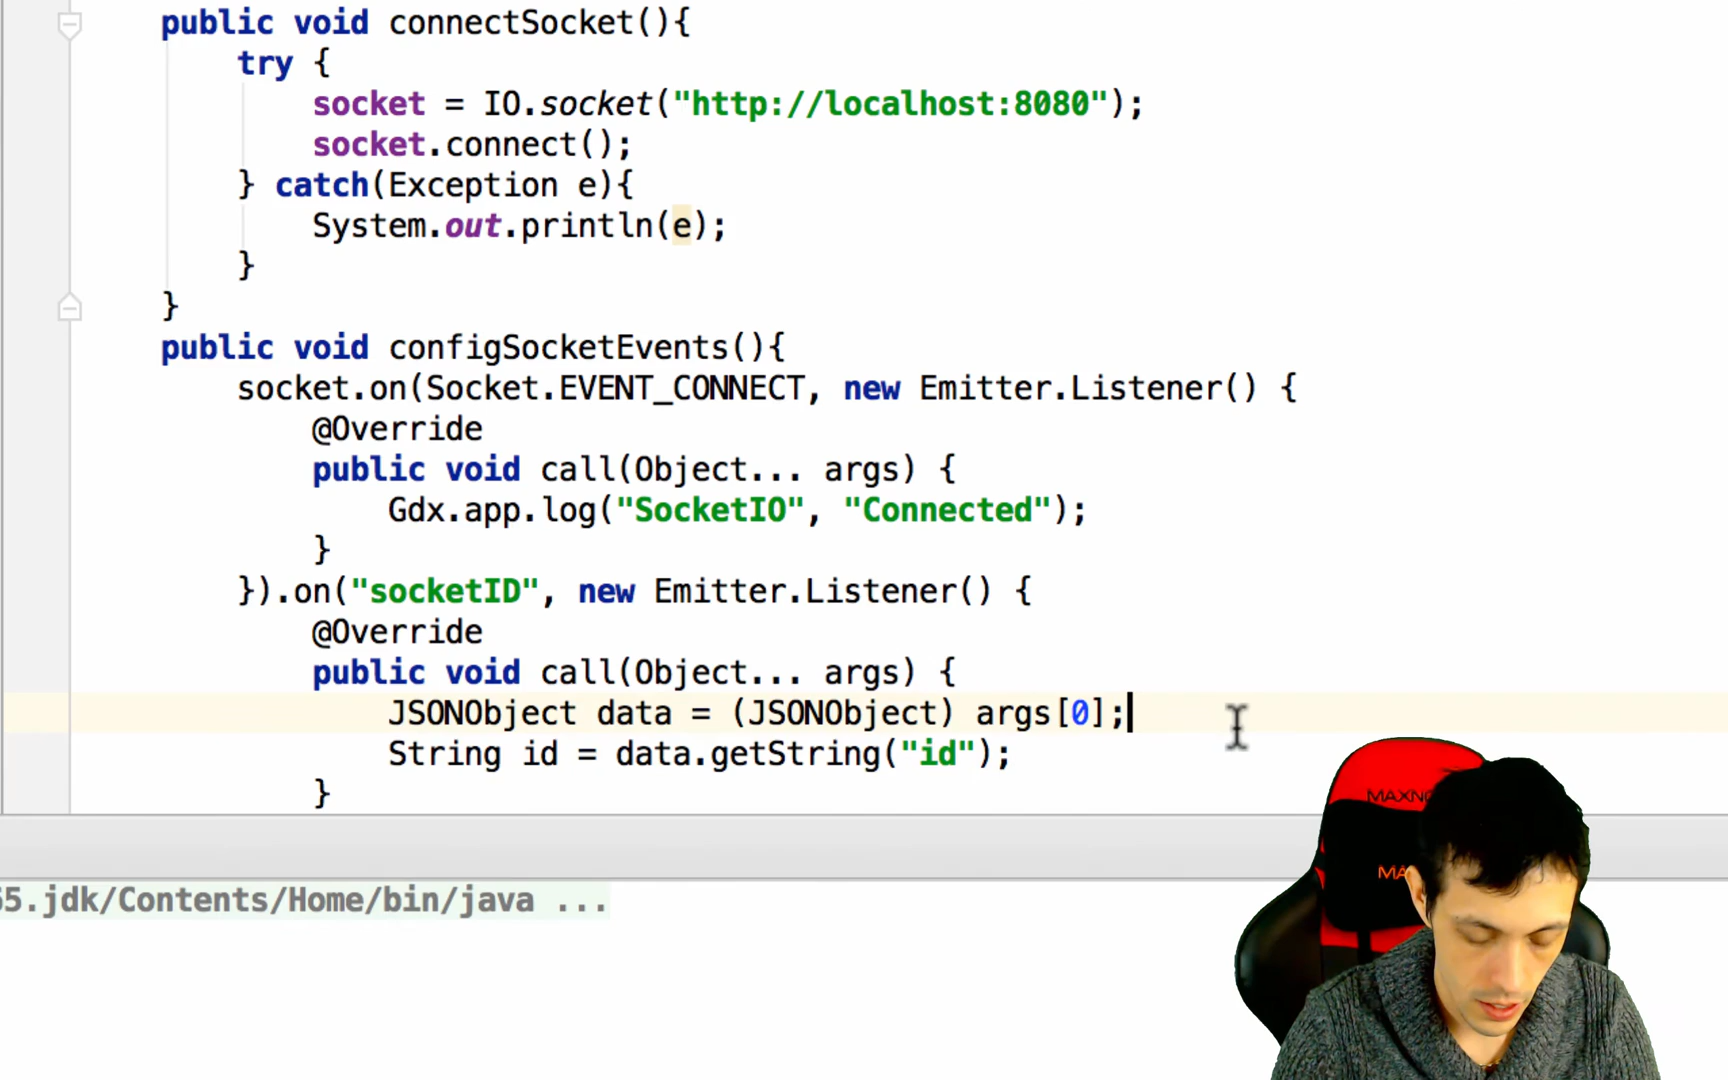 public void connectSocket(){
try {
socket = IO.socket("http://localhost:8080");
socket.connect();
} catch(Exception e){
System.out.println(e);
}
}
public void configSocketEvents(){
socket.on(Socket.EVENT_CONNECT, new Emitter.Listener() {
@Override
public void call(Object... args) {
Gdx.app.log("SocketIO", "Connected");
}
}).on("socketID", new Emitter.Listener() {
@Override
public void call(Object... args) {
JSONObject data = (JSONObject) args[0];
String id = data.getString("id");
}
5.jdk/Contents/Home/bin/java ...